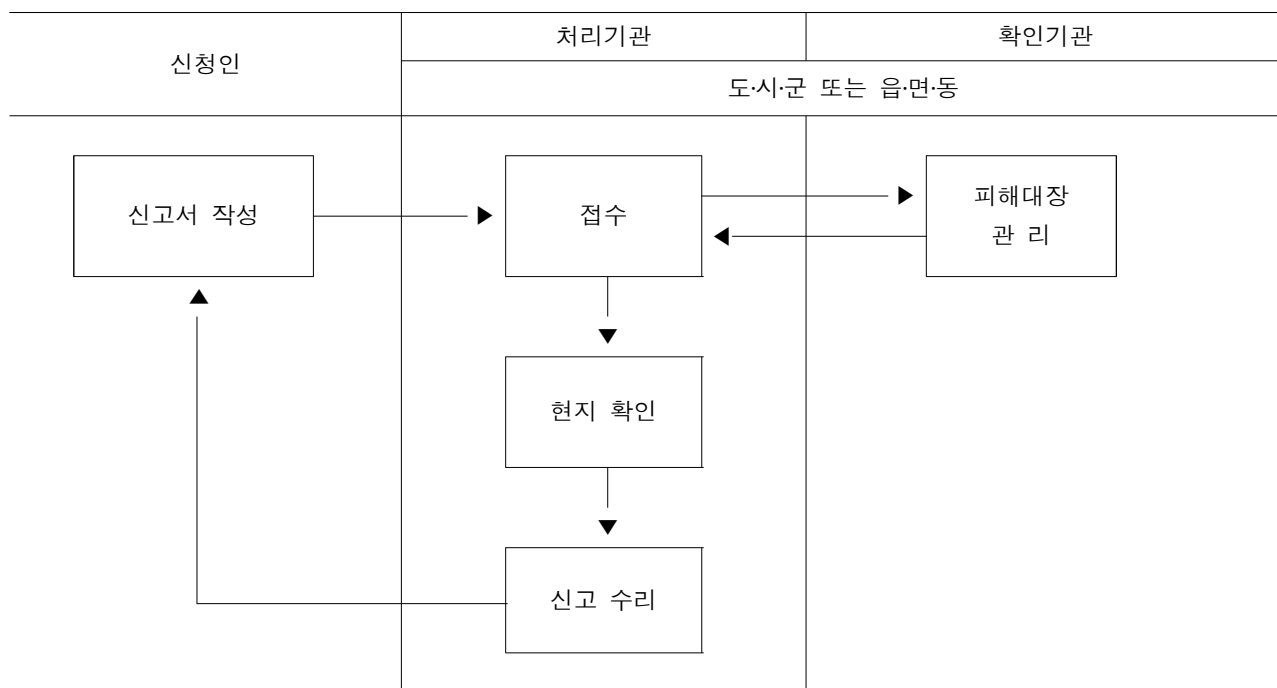 신청인
처리기관
확인기관
도·시·군 또는 읍·면·동
신고서 작성
접수
피해대장
관 리
현지 확인
신고 수리